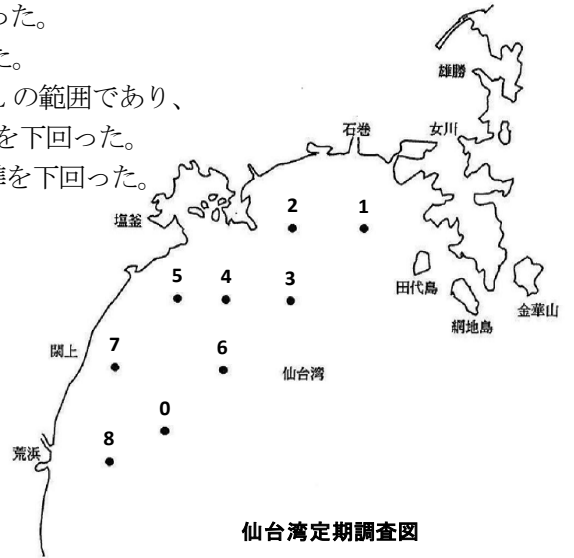 った。
た。
の範囲であり、
を下回った。
を下回った。
雄勝
石巻
女川
塩釜
2
1
田代島
金華山
網地島
5
4
3
閖上
7
6
仙台湾
0
荒浜
8
仙台湾定期調査図